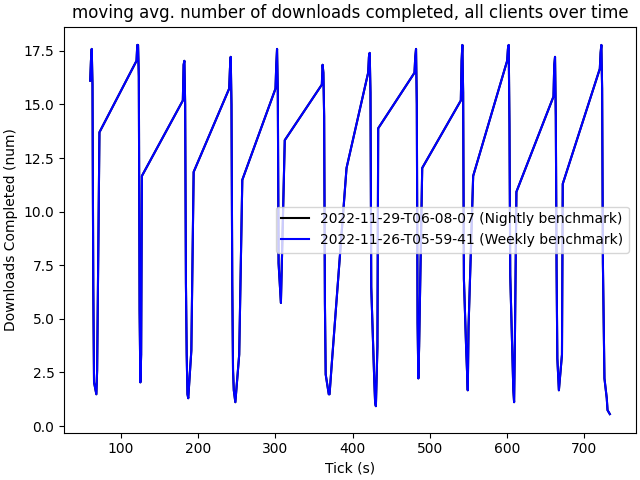 moving avg. number of downloads completed, all clients over time
Downloads Completed (num)
17.5
15.0
12.5
10.0
7.5
5.0
2.5
0.0
2022-11-29-T06-08-07 (Nightly benchmark)
2022-11-26-T05-59-41 (Weekly benchmark)
100 200 300 400 500 600 700
Tick (s)